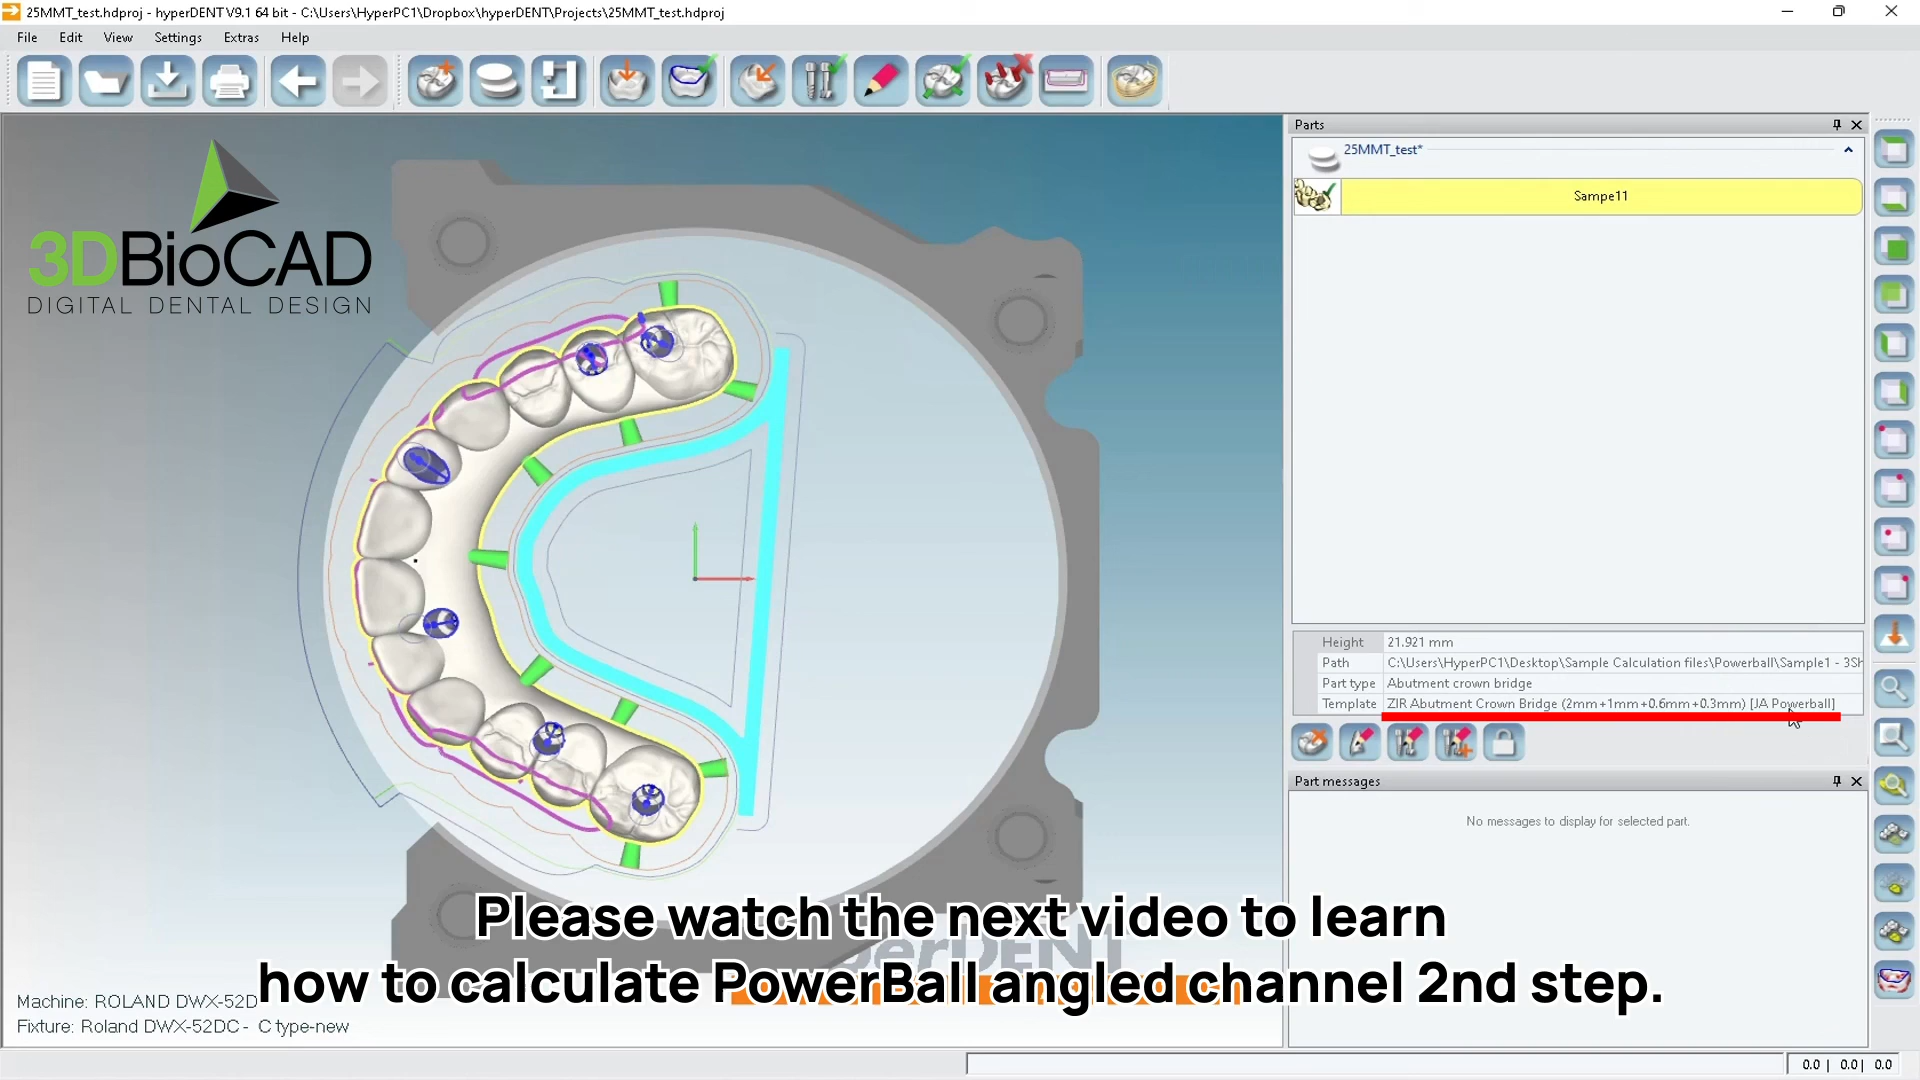 25MMT_test.hdproj - hyperDENT V9.1 64 bit - C:\Users\HyperPC1\Dropbox\hyperDENT\Projects\25MMT_test.hdproj
File Edit View Settings Extras Help
Parts
25MMT_test*
Sampe11
3DBioCAD
DIGITAL DENTAL DESIGN
Height 21.921 mm
Path C:\Users\HyperPC1\Desktop\Sample Calculation files\Powerball\Sample1 - 3Sh
Part type Abutment crown bridge
Template ZIR Abutment Crown Bridge (2mm+1mm+0.6mm+0.3mm) [JA Powerball]
Part messages
No messages to display for selected part.
Please watch the next video to learn
how to calculate PowerBall angled channel 2nd step.
Machine: ROLAND DWX-52D
Fixture: Roland DWX-52DC - C type-new
0.0 | 0.0 | 0.0